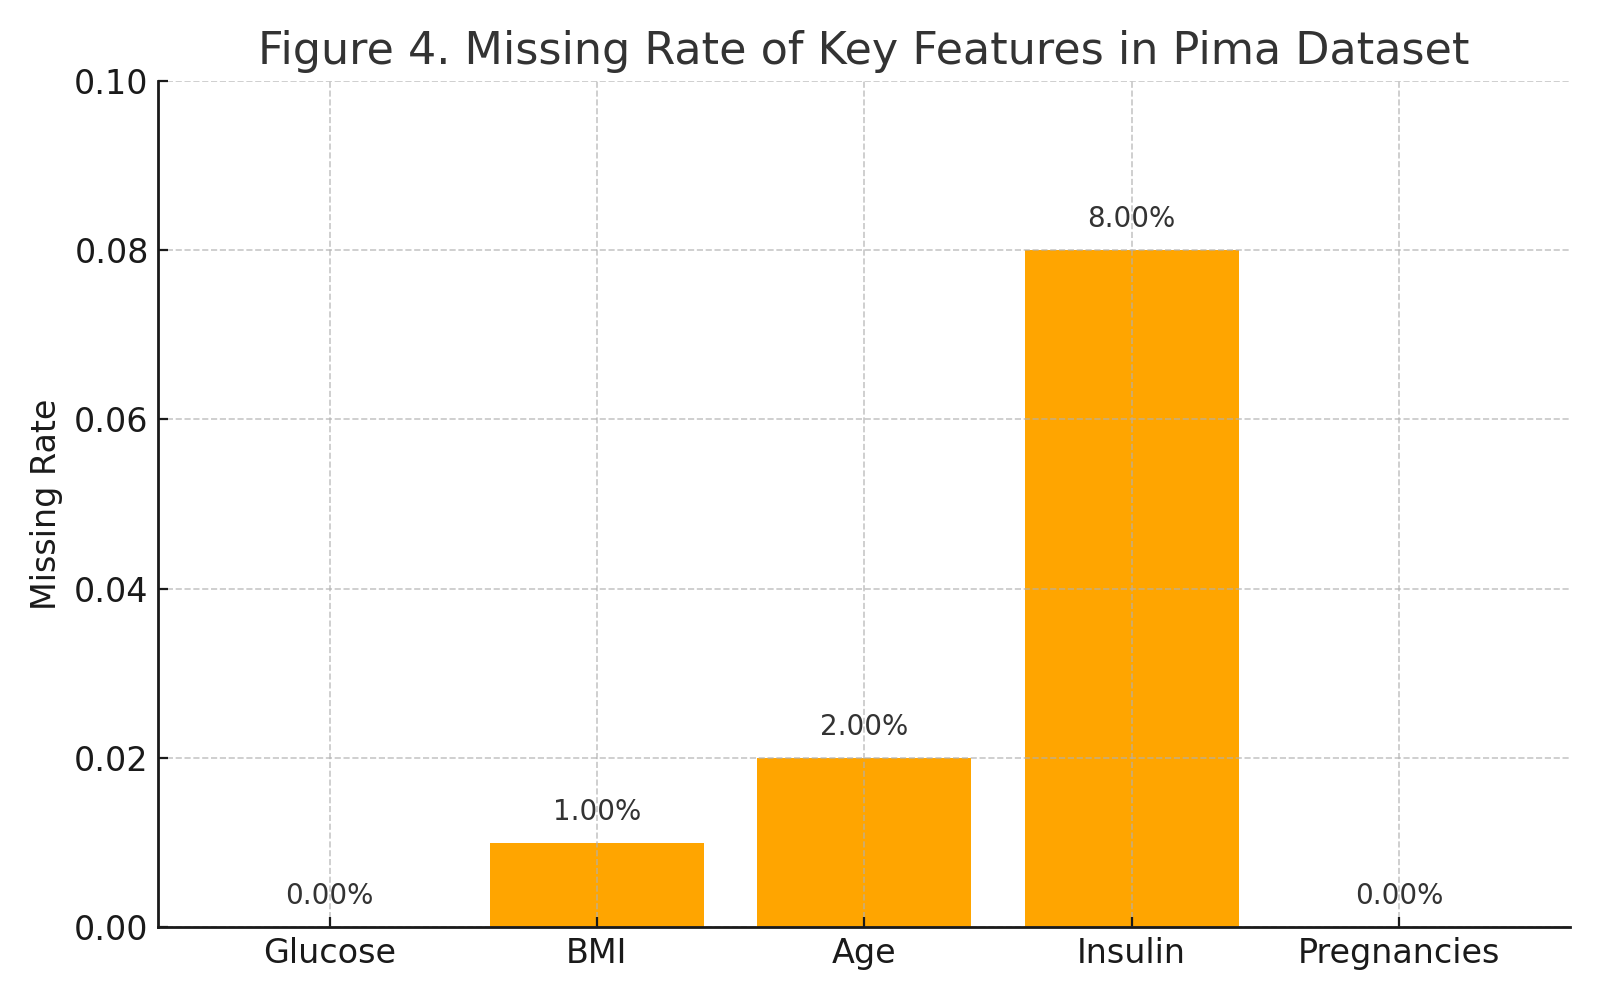 Figure 4. Missing Rate of Key Features in Pima Dataset
Missing Rate
0.10
0.08
0.06
0.04
0.02
0.00
0.00%
1.00%
2.00%
8.00%
0.00%
Glucose
BMI
Age
Insulin
Pregnancies